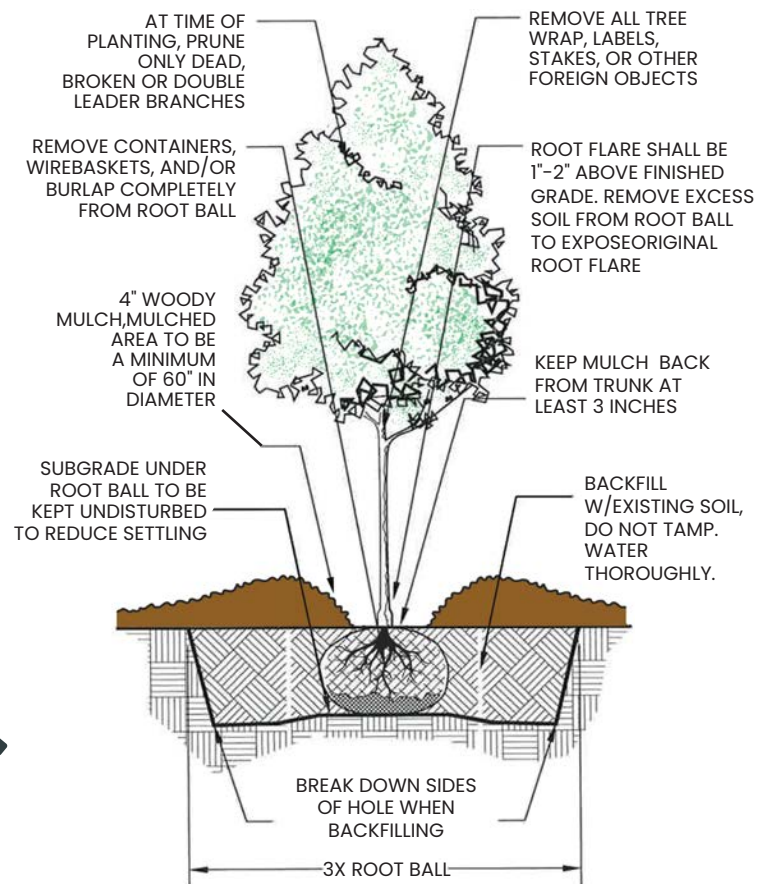 AT TIME OF
PLANTING, PRUNE
ONLY DEAD,
BROKEN OR DOUBLE
LEADER BRANCHES
REMOVE ALL TREE
WRAP, LABELS,
STAKES, OR OTHER
FOREIGN OBJECTS
REMOVE CONTAINERS,
WIREBASKETS, AND/OR
BURLAP COMPLETELY
FROM ROOT BALL
ROOT FLARE SHALL BE
1"-2" ABOVE FINISHED
GRADE. REMOVE EXCESS
SOIL FROM ROOT BALL
TO EXPOSEORIGINAL
ROOT FLARE
4" WOODY
MULCH,MULCHED
AREA TO BE
A MINIMUM
OF 60" IN
DIAMETER
KEEP MULCH BACK
FROM TRUNK AT
LEAST 3 INCHES
SUBGRADE UNDER
ROOT BALL TO BE
KEPT UNDISTURBED
TO REDUCE SETTLING
BACKFILL
W/EXISTING SOIL,
DO NOT TAMP.
WATER
THOROUGHLY.
BREAK DOWN SIDES
OF HOLE WHEN
BACKFILLING
3X ROOT BALL